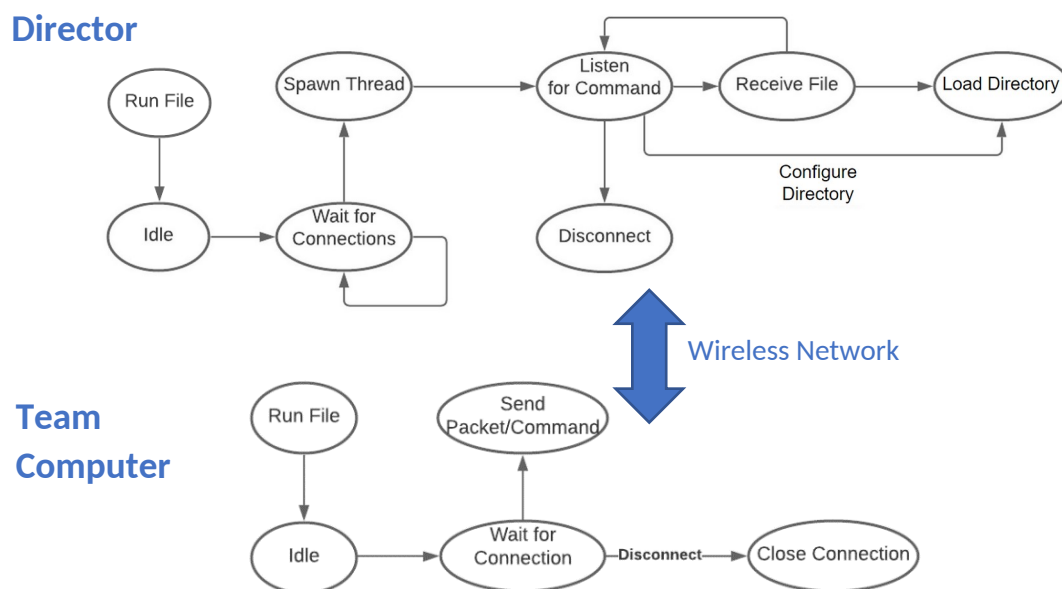 Director
Run File
Spawn Thread
Listen
for Command
Receive File
Load Directory
Configure
Directory
Idle
Wait for
Connections
Disconnect
Wireless Network
Team
Computer
Run File
Send
Packet/Command
Idle
Wait for
Connection
Disconnect
Close Connection